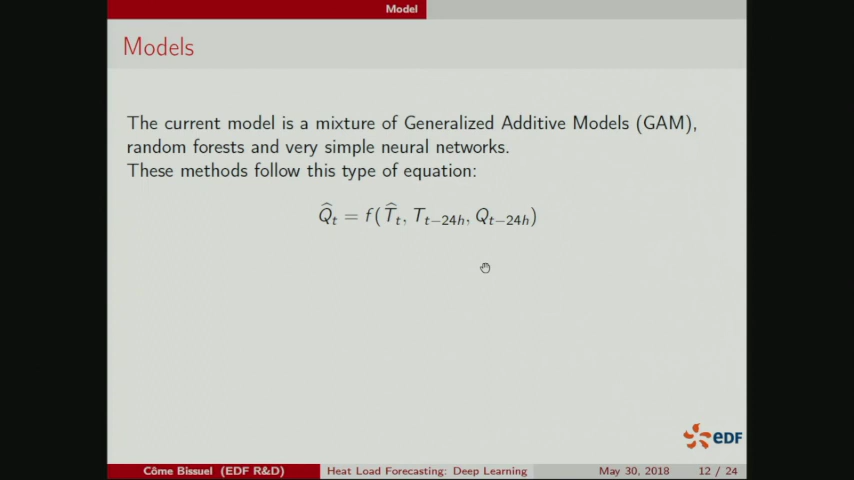 Model
Models
The current model is a mixture of Generalized Additive Models (GAM),
random forests and very simple neural networks.
These methods follow this type of equation:
Q̂ₜ = f(T̂ₜ, Tₜ₋₂₄ₕ, Qₜ₋₂₄ₕ)
EDF
Côme Bissuel (EDF R&D) Heat Load Forecasting: Deep Learning May 30, 2018 12 / 24